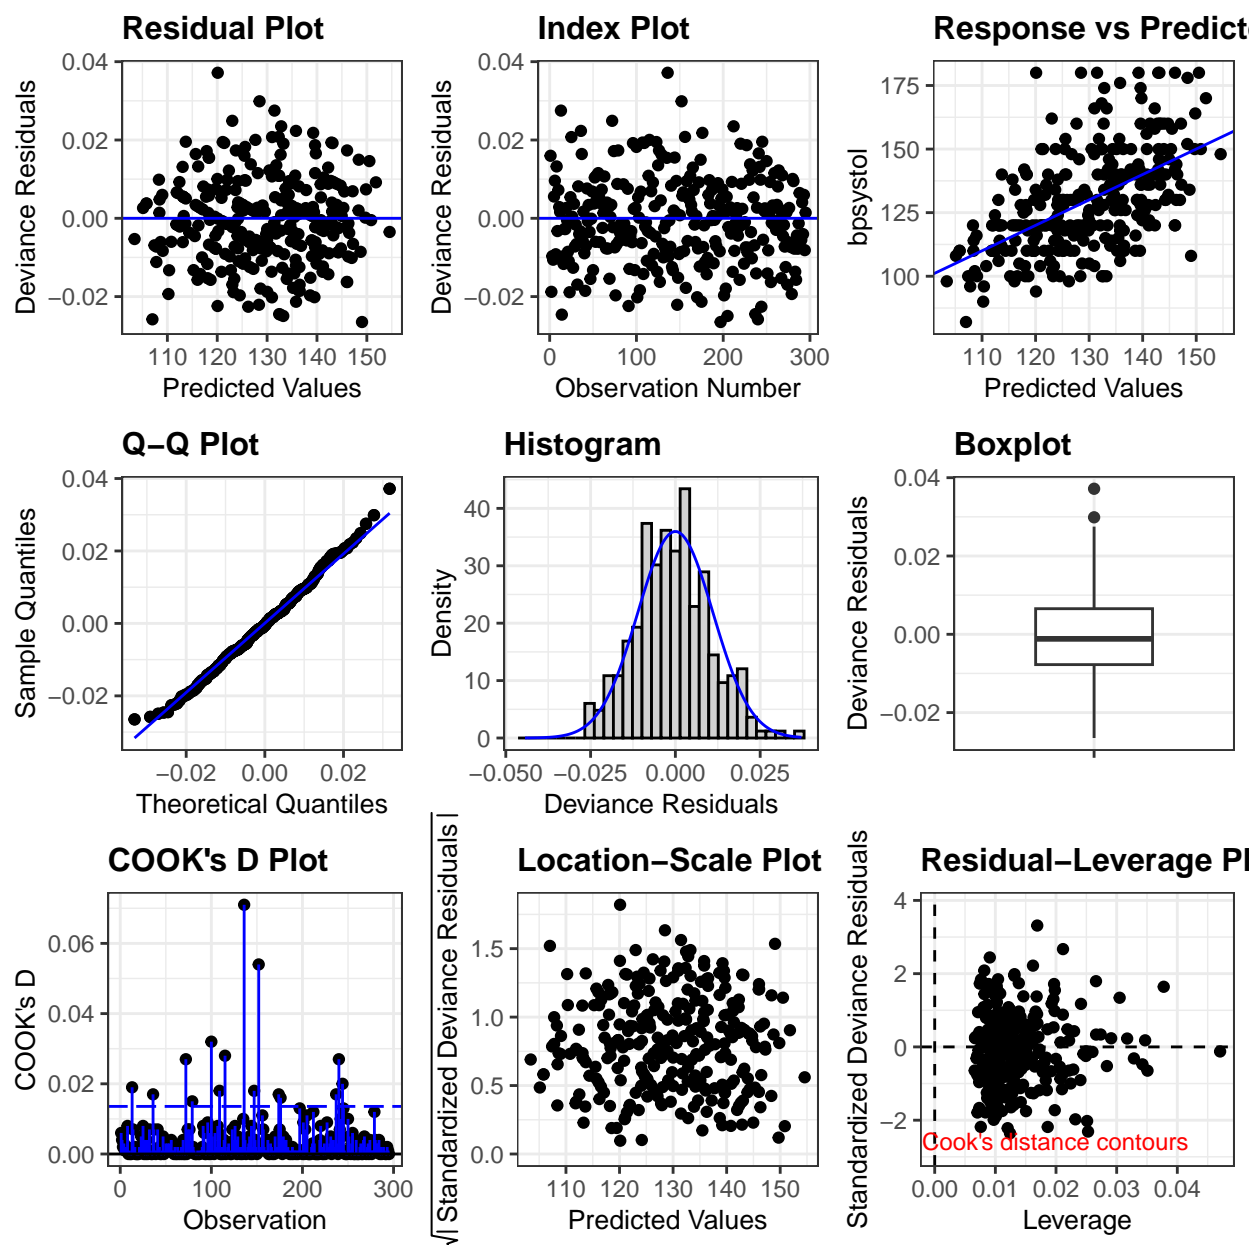 Residual Plot
Deviance Residuals
0.04
0.02
0.00
−0.02
110 120 130 140 150
Predicted Values
Index Plot
Deviance Residuals
0.04
0.02
0.00
−0.02
0 100 200 300
Observation Number
Response vs Predict
bpsystol
175
150
125
100
110 120 130 140 150
Predicted Values
Q−Q Plot
Sample Quantiles
0.04
0.02
0.00
−0.02
−0.02 0.00 0.02
Theoretical Quantiles
Histogram
Density
40
30
20
10
0
−0.050 −0.025 0.000 0.025
Deviance Residuals
Boxplot
Deviance Residuals
0.04
0.02
0.00
−0.02
COOK's D Plot
COOK's D
0.06
0.04
0.02
0.00
0 100 200 300
Observation
Location−Scale Plot
√| Standardized Deviance Residuals |
1.5
1.0
0.5
0.0
110 120 130 140 150
Predicted Values
Residual−Leverage Pl
Standardized Deviance Residuals
4
2
0
−2
Cook's distance contours
0.00 0.01 0.02 0.03 0.04
Leverage